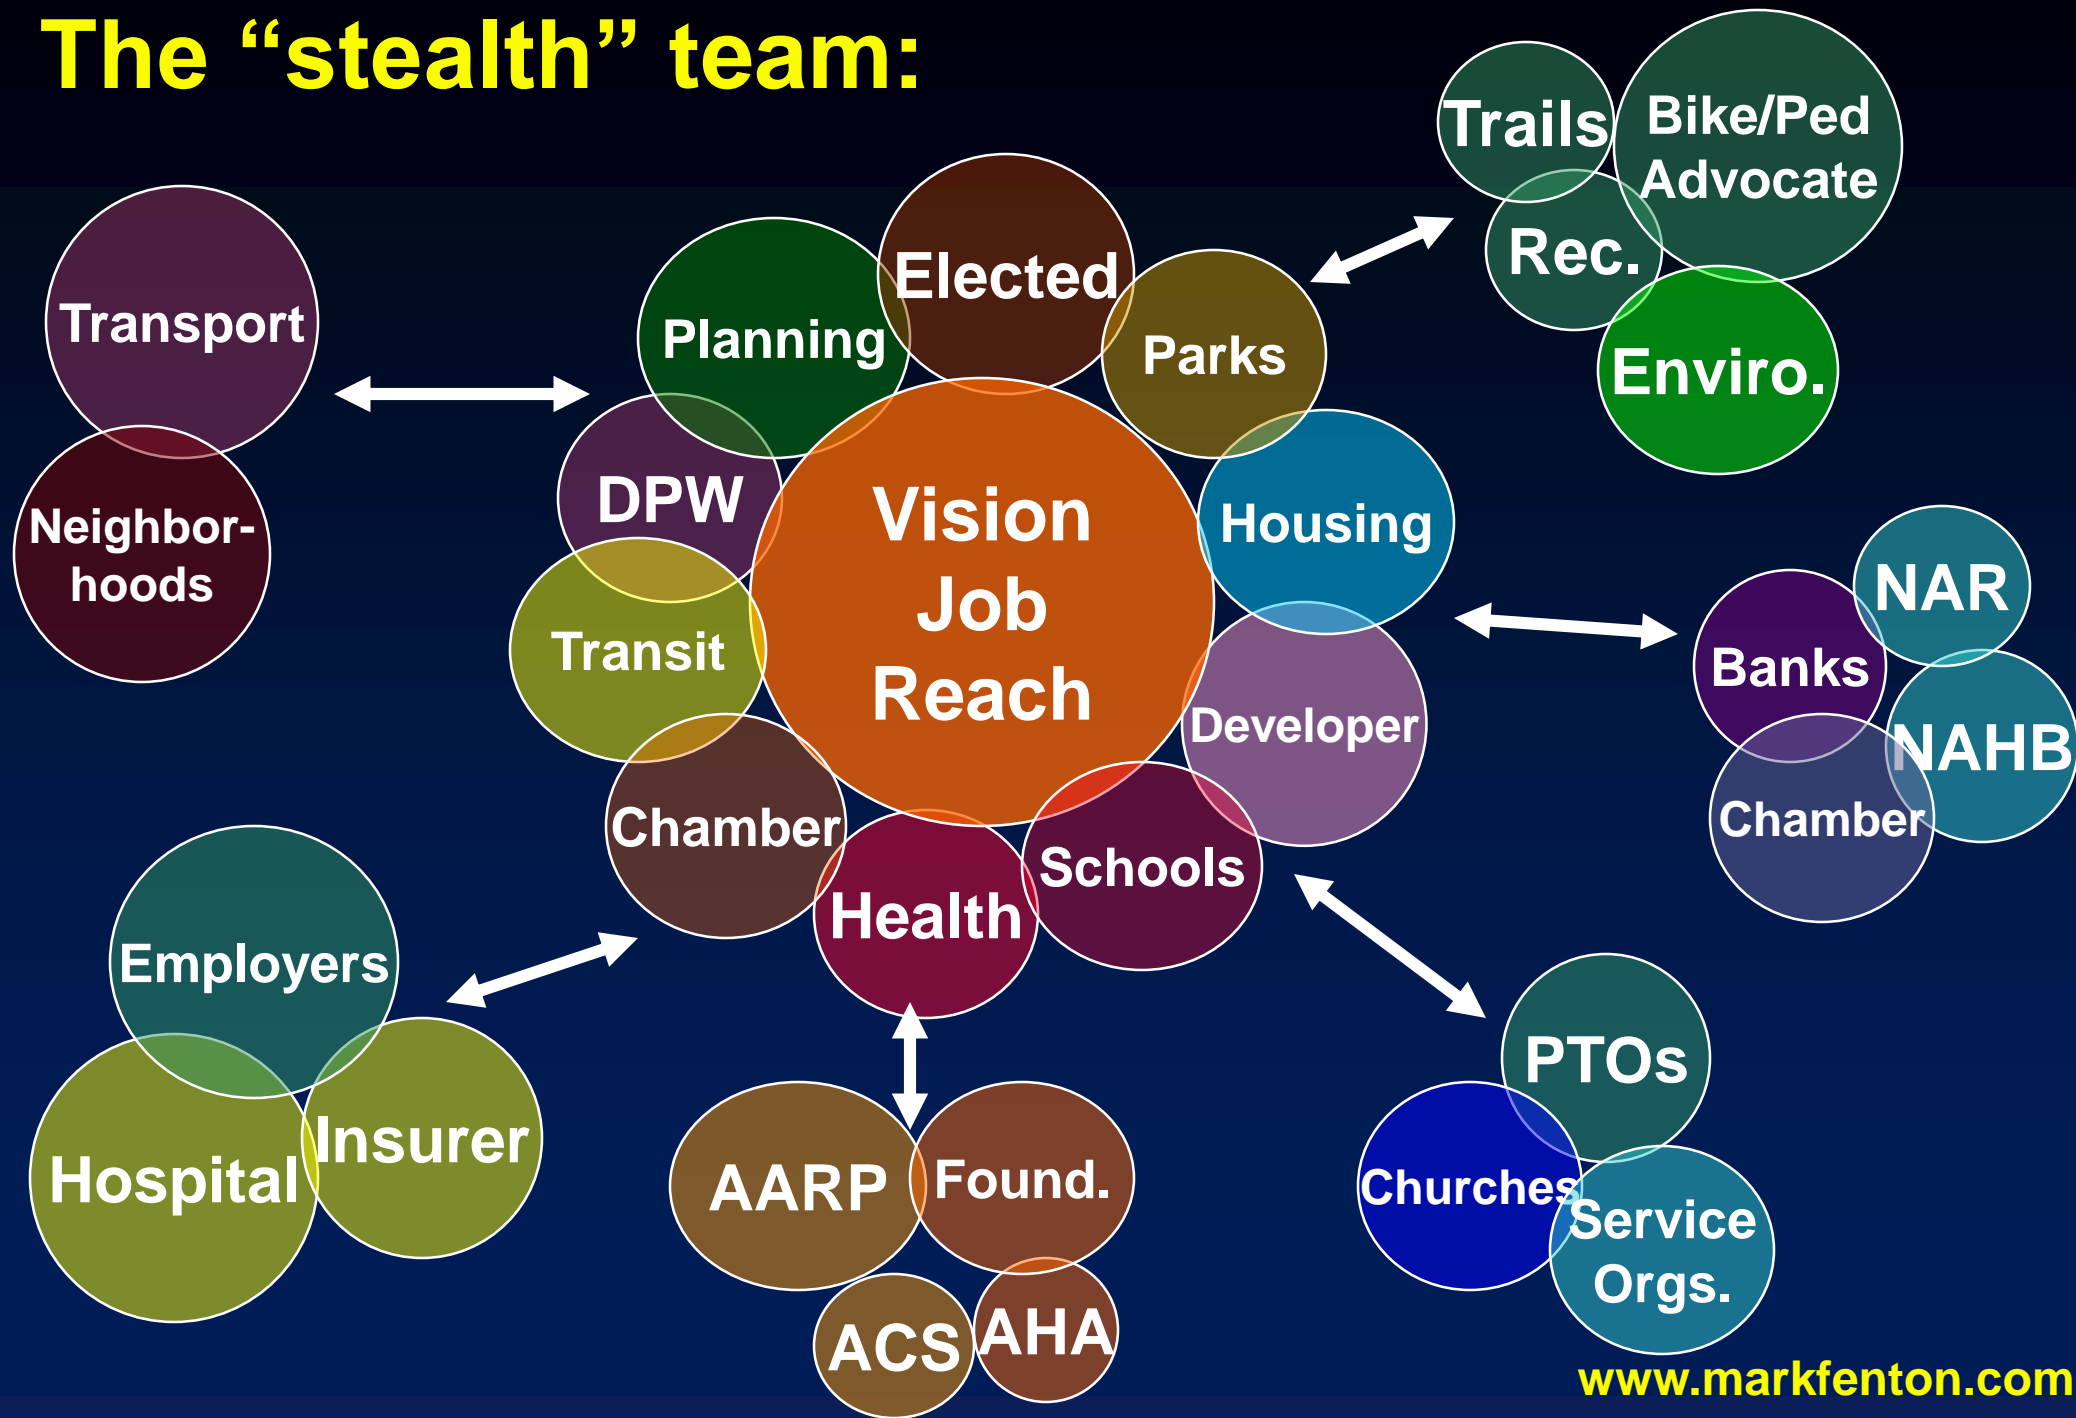 The “stealth” team:
Trails
Bike/Ped
Advocate
Rec.
Enviro.
Transport
Neighbor-
hoods
Elected
Planning
Parks
DPW
Housing
Vision
Job
Reach
Transit
Developer
Chamber
Schools
Health
NAR
Banks
NAHB
Chamber
Employers
Insurer
Hospital
AARP
Found.
ACS
AHA
PTOs
Churches
Service
Orgs.
www.markfenton.com